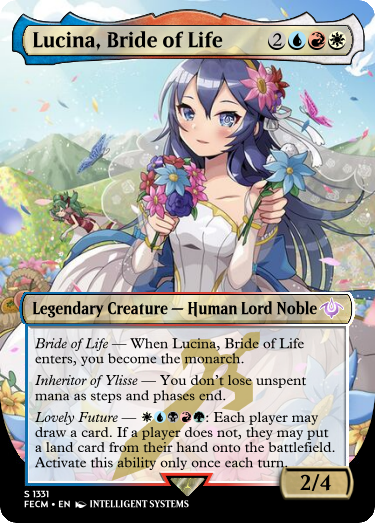 Lucina, Bride of Life 2
Legendary Creature — Human Lord Noble
Bride of Life — When Lucina, Bride of Life
enters, you become the monarch.
Inheritor of Ylisse — You don't lose unspent
mana as steps and phases end.
Lovely Future — : Each player may
draw a card. If a player does not, they may put
a land card from their hand onto the battlefield.
Activate this ability only once each turn.
2/4
S 1331
FECM • EN INTELLIGENT SYSTEMS